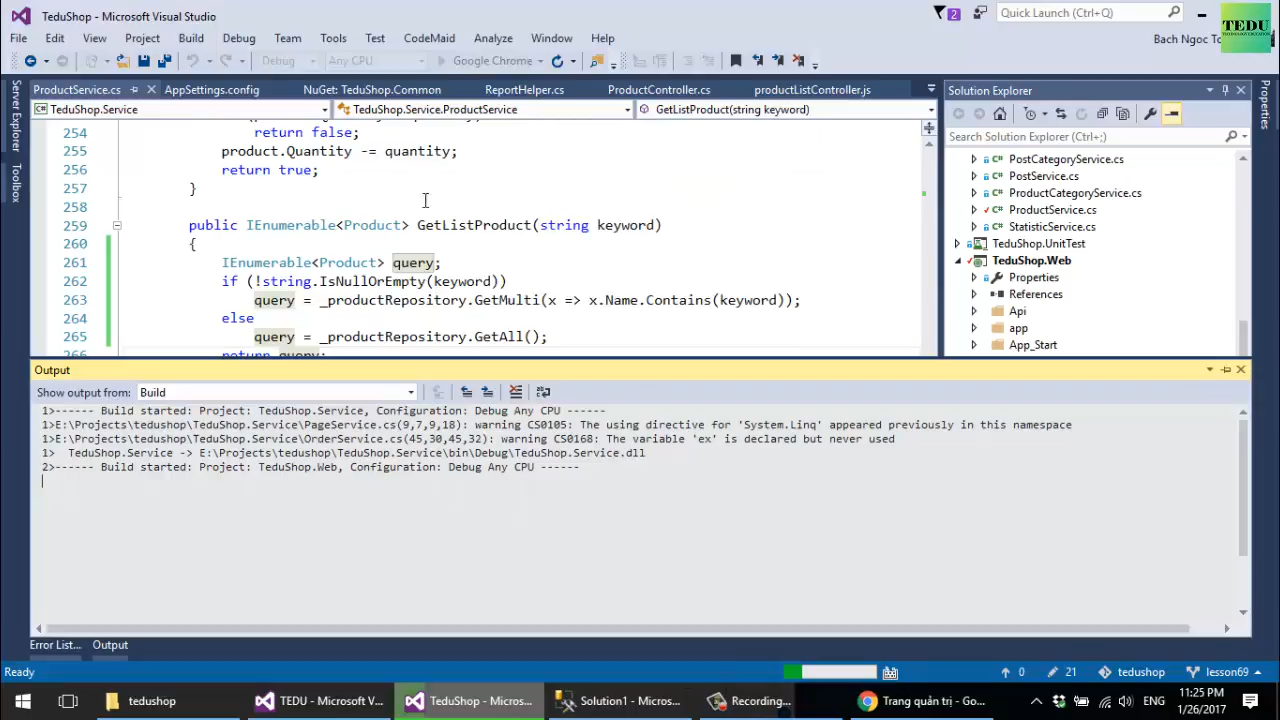 TeduShop - Microsoft Visual Studio
2
Quick Launch (Ctrl+Q)
TEDU
File Edit View Project Build Debug Team Tools Test CodeMaid Analyze Window Help
Bach Ngoc To
Debug Any CPU Google Chrome
ProductService.cs AppSettings.config NuGet: TeduShop.Common ReportHelper.cs ProductController.cs productListController.js
Solution Explorer
TeduShop.Service TeduShop.Service.ProductService GetListProduct(string keyword)
Search Solution Explorer (Ctrl+;)
Server Explorer
Toolbox
Properties
254 return false;
255 product.Quantity -= quantity;
256 return true;
257 }
258
259 public IEnumerable<Product> GetListProduct(string keyword)
260 {
261 IEnumerable<Product> query;
262 if (!string.IsNullOrEmpty(keyword))
263 query = _productRepository.GetMulti(x => x.Name.Contains(keyword));
264 else
265 query = _productRepository.GetAll();
266 return query;
PostCategoryService.cs
PostService.cs
ProductCategoryService.cs
ProductService.cs
StatisticService.cs
TeduShop.UnitTest
TeduShop.Web
Properties
References
Api
app
App_Start
Output
Show output from: Build
1>------ Build started: Project: TeduShop.Service, Configuration: Debug Any CPU ------
1>E:\Projects\tedushop\TeduShop.Service\PageService.cs(9,7,9,18): warning CS0105: The using directive for 'System.Linq' appeared previously in this namespace
1>E:\Projects\tedushop\TeduShop.Service\OrderService.cs(45,30,45,32): warning CS0168: The variable 'ex' is declared but never used
1> TeduShop.Service -> E:\Projects\tedushop\TeduShop.Service\bin\Debug\TeduShop.Service.dll
2>------ Build started: Project: TeduShop.Web, Configuration: Debug Any CPU ------
Error List... Output
Ready
0 21 tedushop lesson69
tedushop
TEDU - Microsoft V...
TeduShop - Micros...
Solution1 - Micros...
Recording...
Trang quản trị - Go...
ENG
11:25 PM
1/26/2017